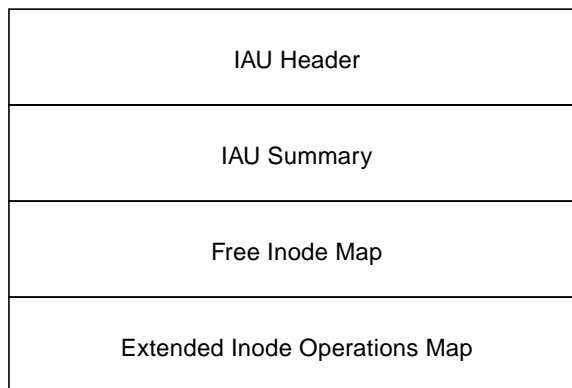 IAU Header
IAU Summary
Free Inode Map
Extended Inode Operations Map